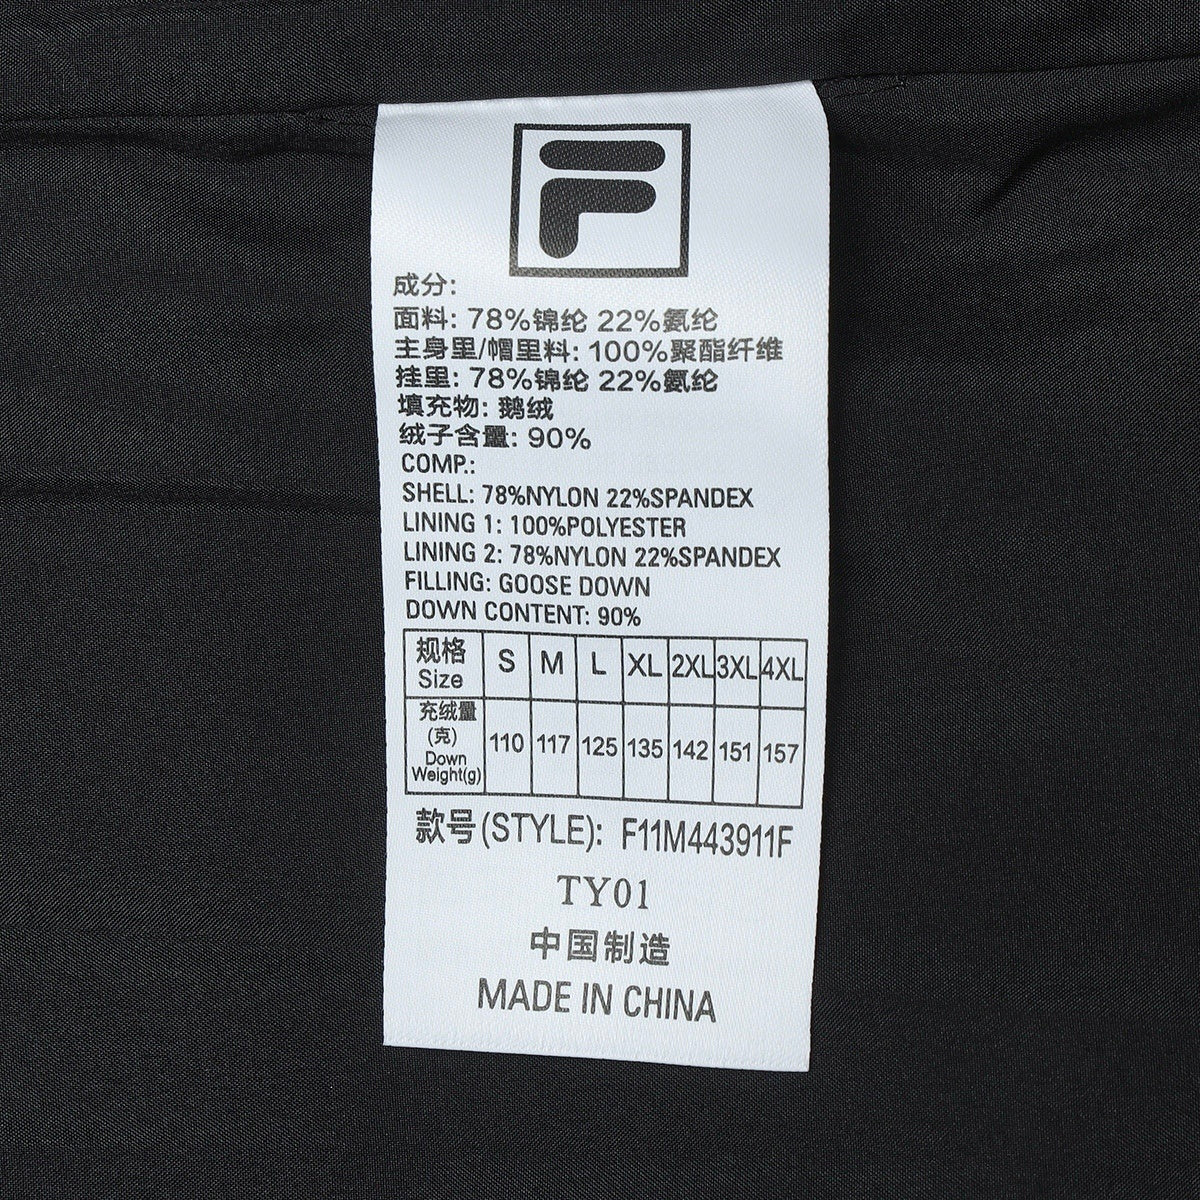 F
成分:
面料: 78%锦纶 22%氨纶
主身里/帽里料: 100%聚酯纤维
挂里: 78%锦纶 22%氨纶
填充物: 鹅绒
绒子含量: 90%
COMP.:
SHELL: 78%NYLON 22%SPANDEX
LINING 1: 100%POLYESTER
LINING 2: 78%NYLON 22%SPANDEX
FILLING: GOOSE DOWN
DOWN CONTENT: 90%
规格 Size S M L XL 2XL 3XL 4XL
充绒量 (克) Down Weight(g) 110 117 125 135 142 151 157
款号(STYLE): F11M443911F
TY01
中国制造
MADE IN CHINA